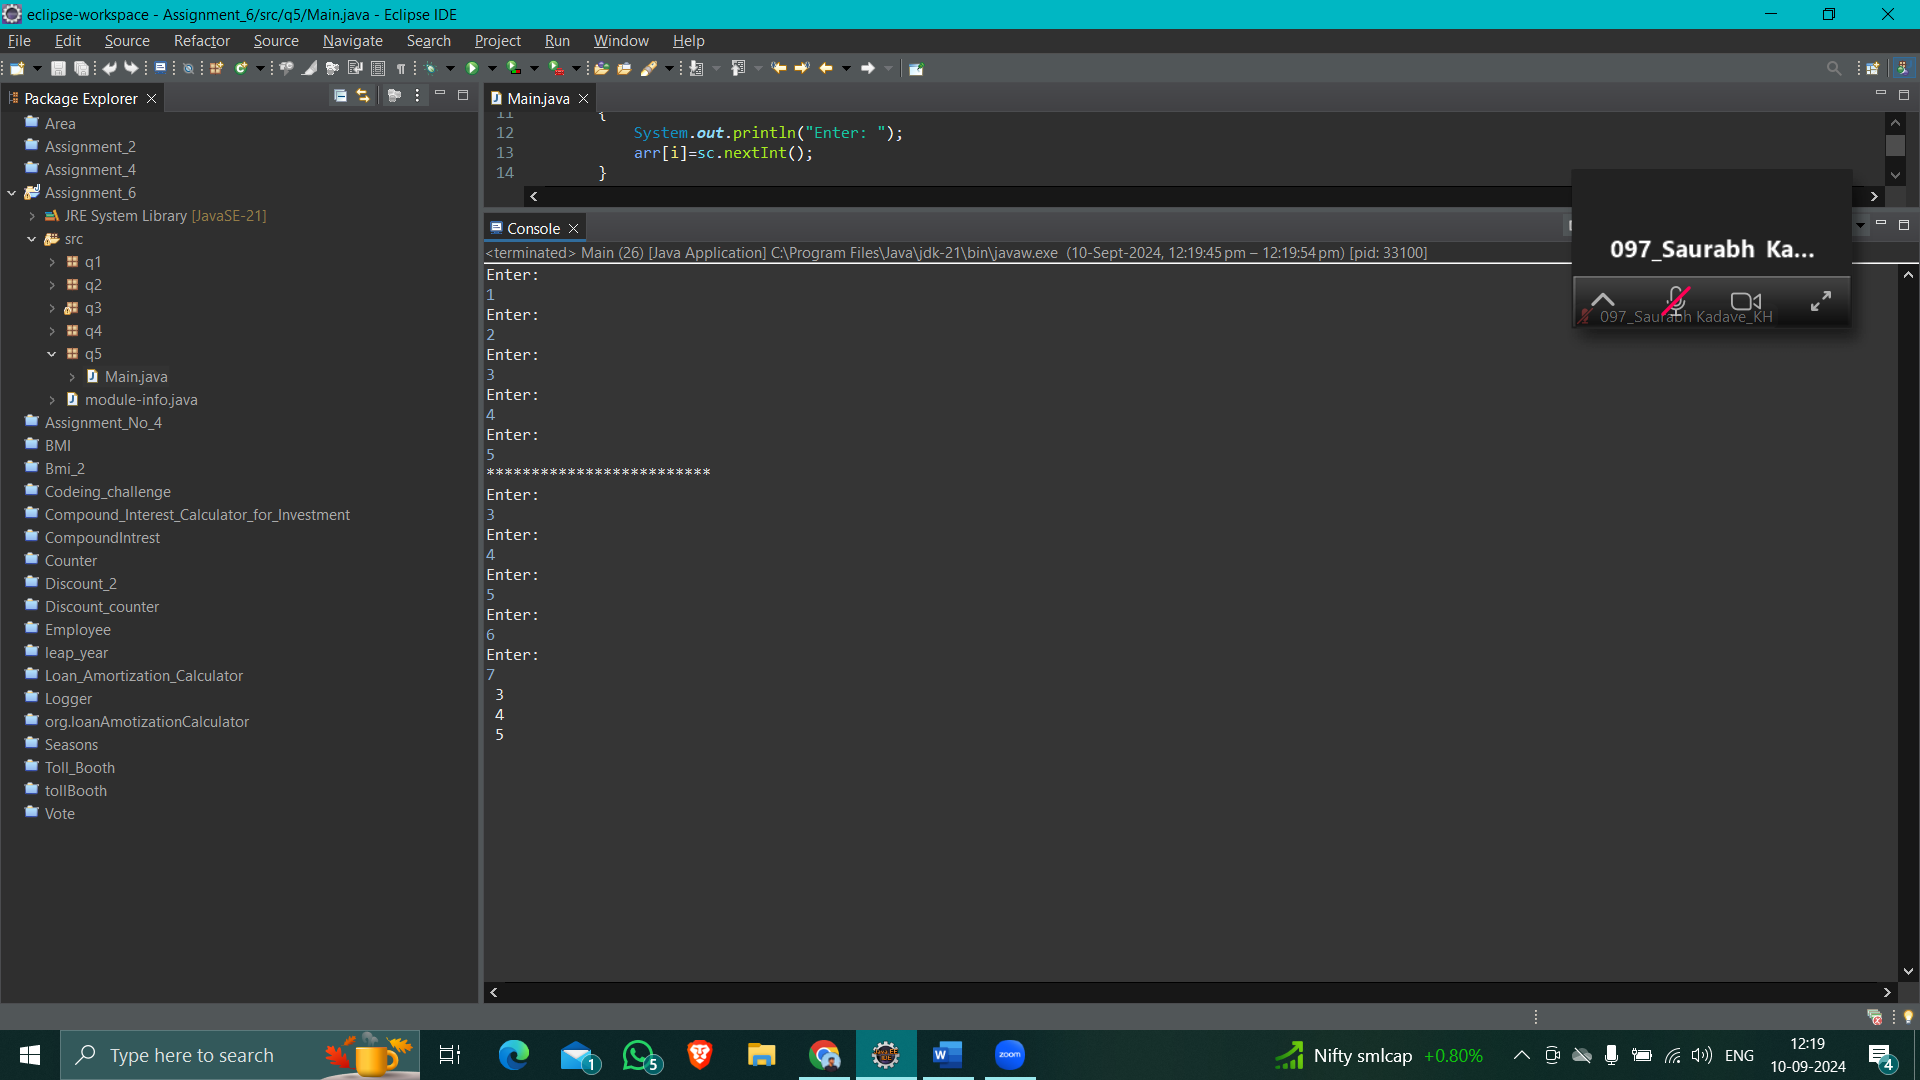 eclipse-workspace - Assignment_6/src/q5/Main.java - Eclipse IDE
File Edit Source Refactor Source Navigate Search Project Run Window Help
Package Explorer
Area
Assignment_2
Assignment_4
Assignment_6
JRE System Library [JavaSE-21]
src
q1
q2
q3
q4
q5
Main.java
module-info.java
Assignment_No_4
BMI
Bmi_2
Codeing_challenge
Compound_Interest_Calculator_for_Investment
CompoundIntrest
Counter
Discount_2
Discount_counter
Employee
leap_year
Loan_Amortization_Calculator
Logger
org.loanAmotizationCalculator
Seasons
Toll_Booth
tollBooth
Vote
Main.java
11 {
12 System.out.println("Enter: ");
13 arr[i]=sc.nextInt();
14 }
Console
<terminated> Main (26) [Java Application] C:\Program Files\Java\jdk-21\bin\javaw.exe (10-Sept-2024, 12:19:45 pm – 12:19:54 pm) [pid: 33100]
Enter:
1
Enter:
2
Enter:
3
Enter:
4
Enter:
5
*************************
Enter:
3
Enter:
4
Enter:
5
Enter:
6
Enter:
7
3
4
5
097_Saurabh Ka...
097_Saurabh Kadave_KH
Type here to search
1
5
W
zoom
Nifty smlcap +0.80%
ENG
12:19
10-09-2024
4